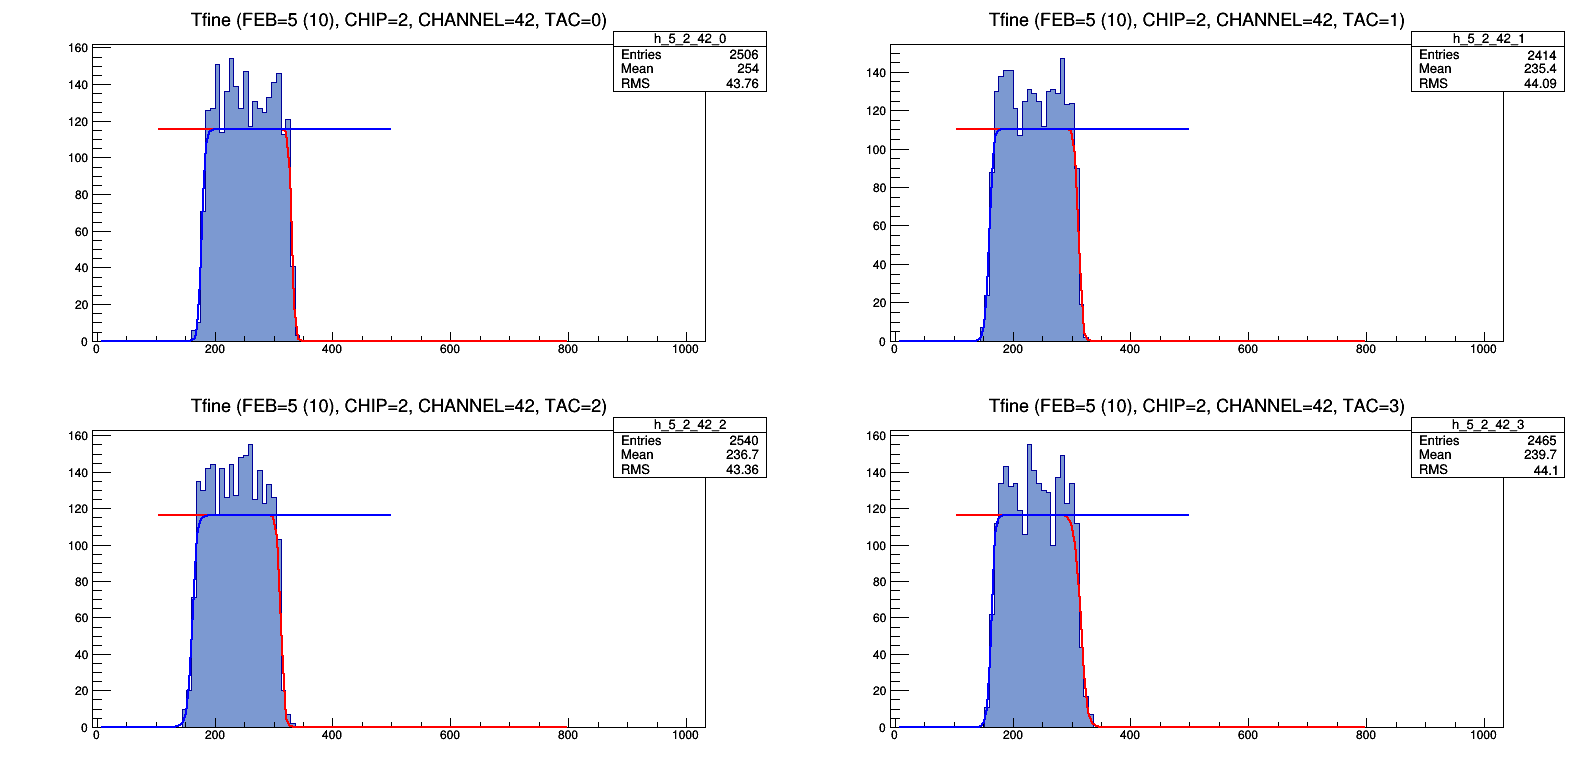 Tfine (FEB=5 (10), CHIP=2, CHANNEL=42, TAC=0)
h_5_2_42_0
Entries 2506
Mean 254
RMS 43.76
160
140
120
100
80
60
40
20
0
0 200 400 600 800 1000
Tfine (FEB=5 (10), CHIP=2, CHANNEL=42, TAC=1)
h_5_2_42_1
Entries 2414
Mean 235.4
RMS 44.09
140
120
100
80
60
40
20
0
0 200 400 600 800 1000
Tfine (FEB=5 (10), CHIP=2, CHANNEL=42, TAC=2)
h_5_2_42_2
Entries 2540
Mean 236.7
RMS 43.36
160
140
120
100
80
60
40
20
0
0 200 400 600 800 1000
Tfine (FEB=5 (10), CHIP=2, CHANNEL=42, TAC=3)
h_5_2_42_3
Entries 2465
Mean 239.7
RMS 44.1
160
140
120
100
80
60
40
20
0
0 200 400 600 800 1000